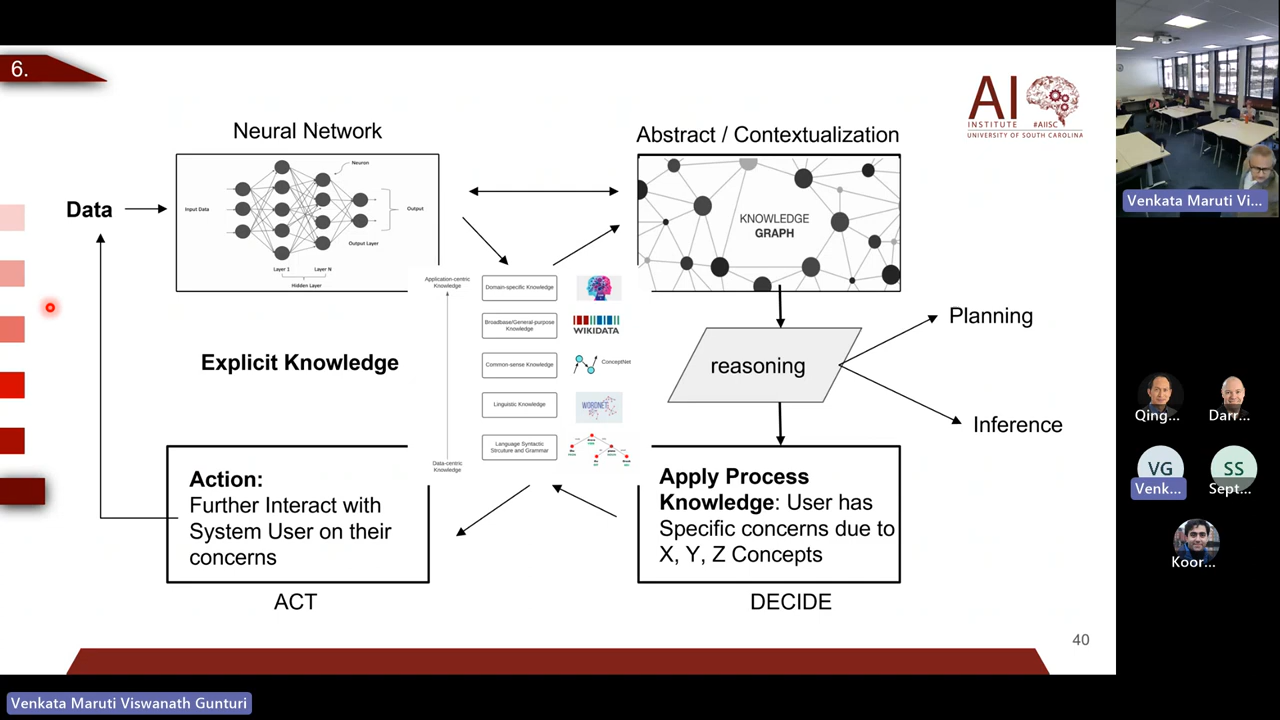 6.
AI
INSTITUTE #AIISC
UNIVERSITY OF SOUTH CAROLINA
Neural Network
Abstract / Contextualization
Data
Input Data
Neuron
Output
Output Layer
Layer 1
Layer N
Hidden Layer
KNOWLEDGE
GRAPH
Application-centric
Knowledge
Data-centric
Knowledge
Domain-specific Knowledge
Broadbase/General-purpose
Knowledge
WIKIDATA
Common-sense Knowledge
ConceptNet
Linguistic Knowledge
WORDNET
Language Syntactic
Strcuture and Grammar
Explicit Knowledge
reasoning
Planning
Inference
Action:
Further Interact with
System User on their
concerns
ACT
Apply Process
Knowledge: User has
Specific concerns due to
X, Y, Z Concepts
DECIDE
40
Venkata Maruti Vi...
Qing...
Darr...
VG
Venk...
SS
Sept...
Koor...
Venkata Maruti Viswanath Gunturi